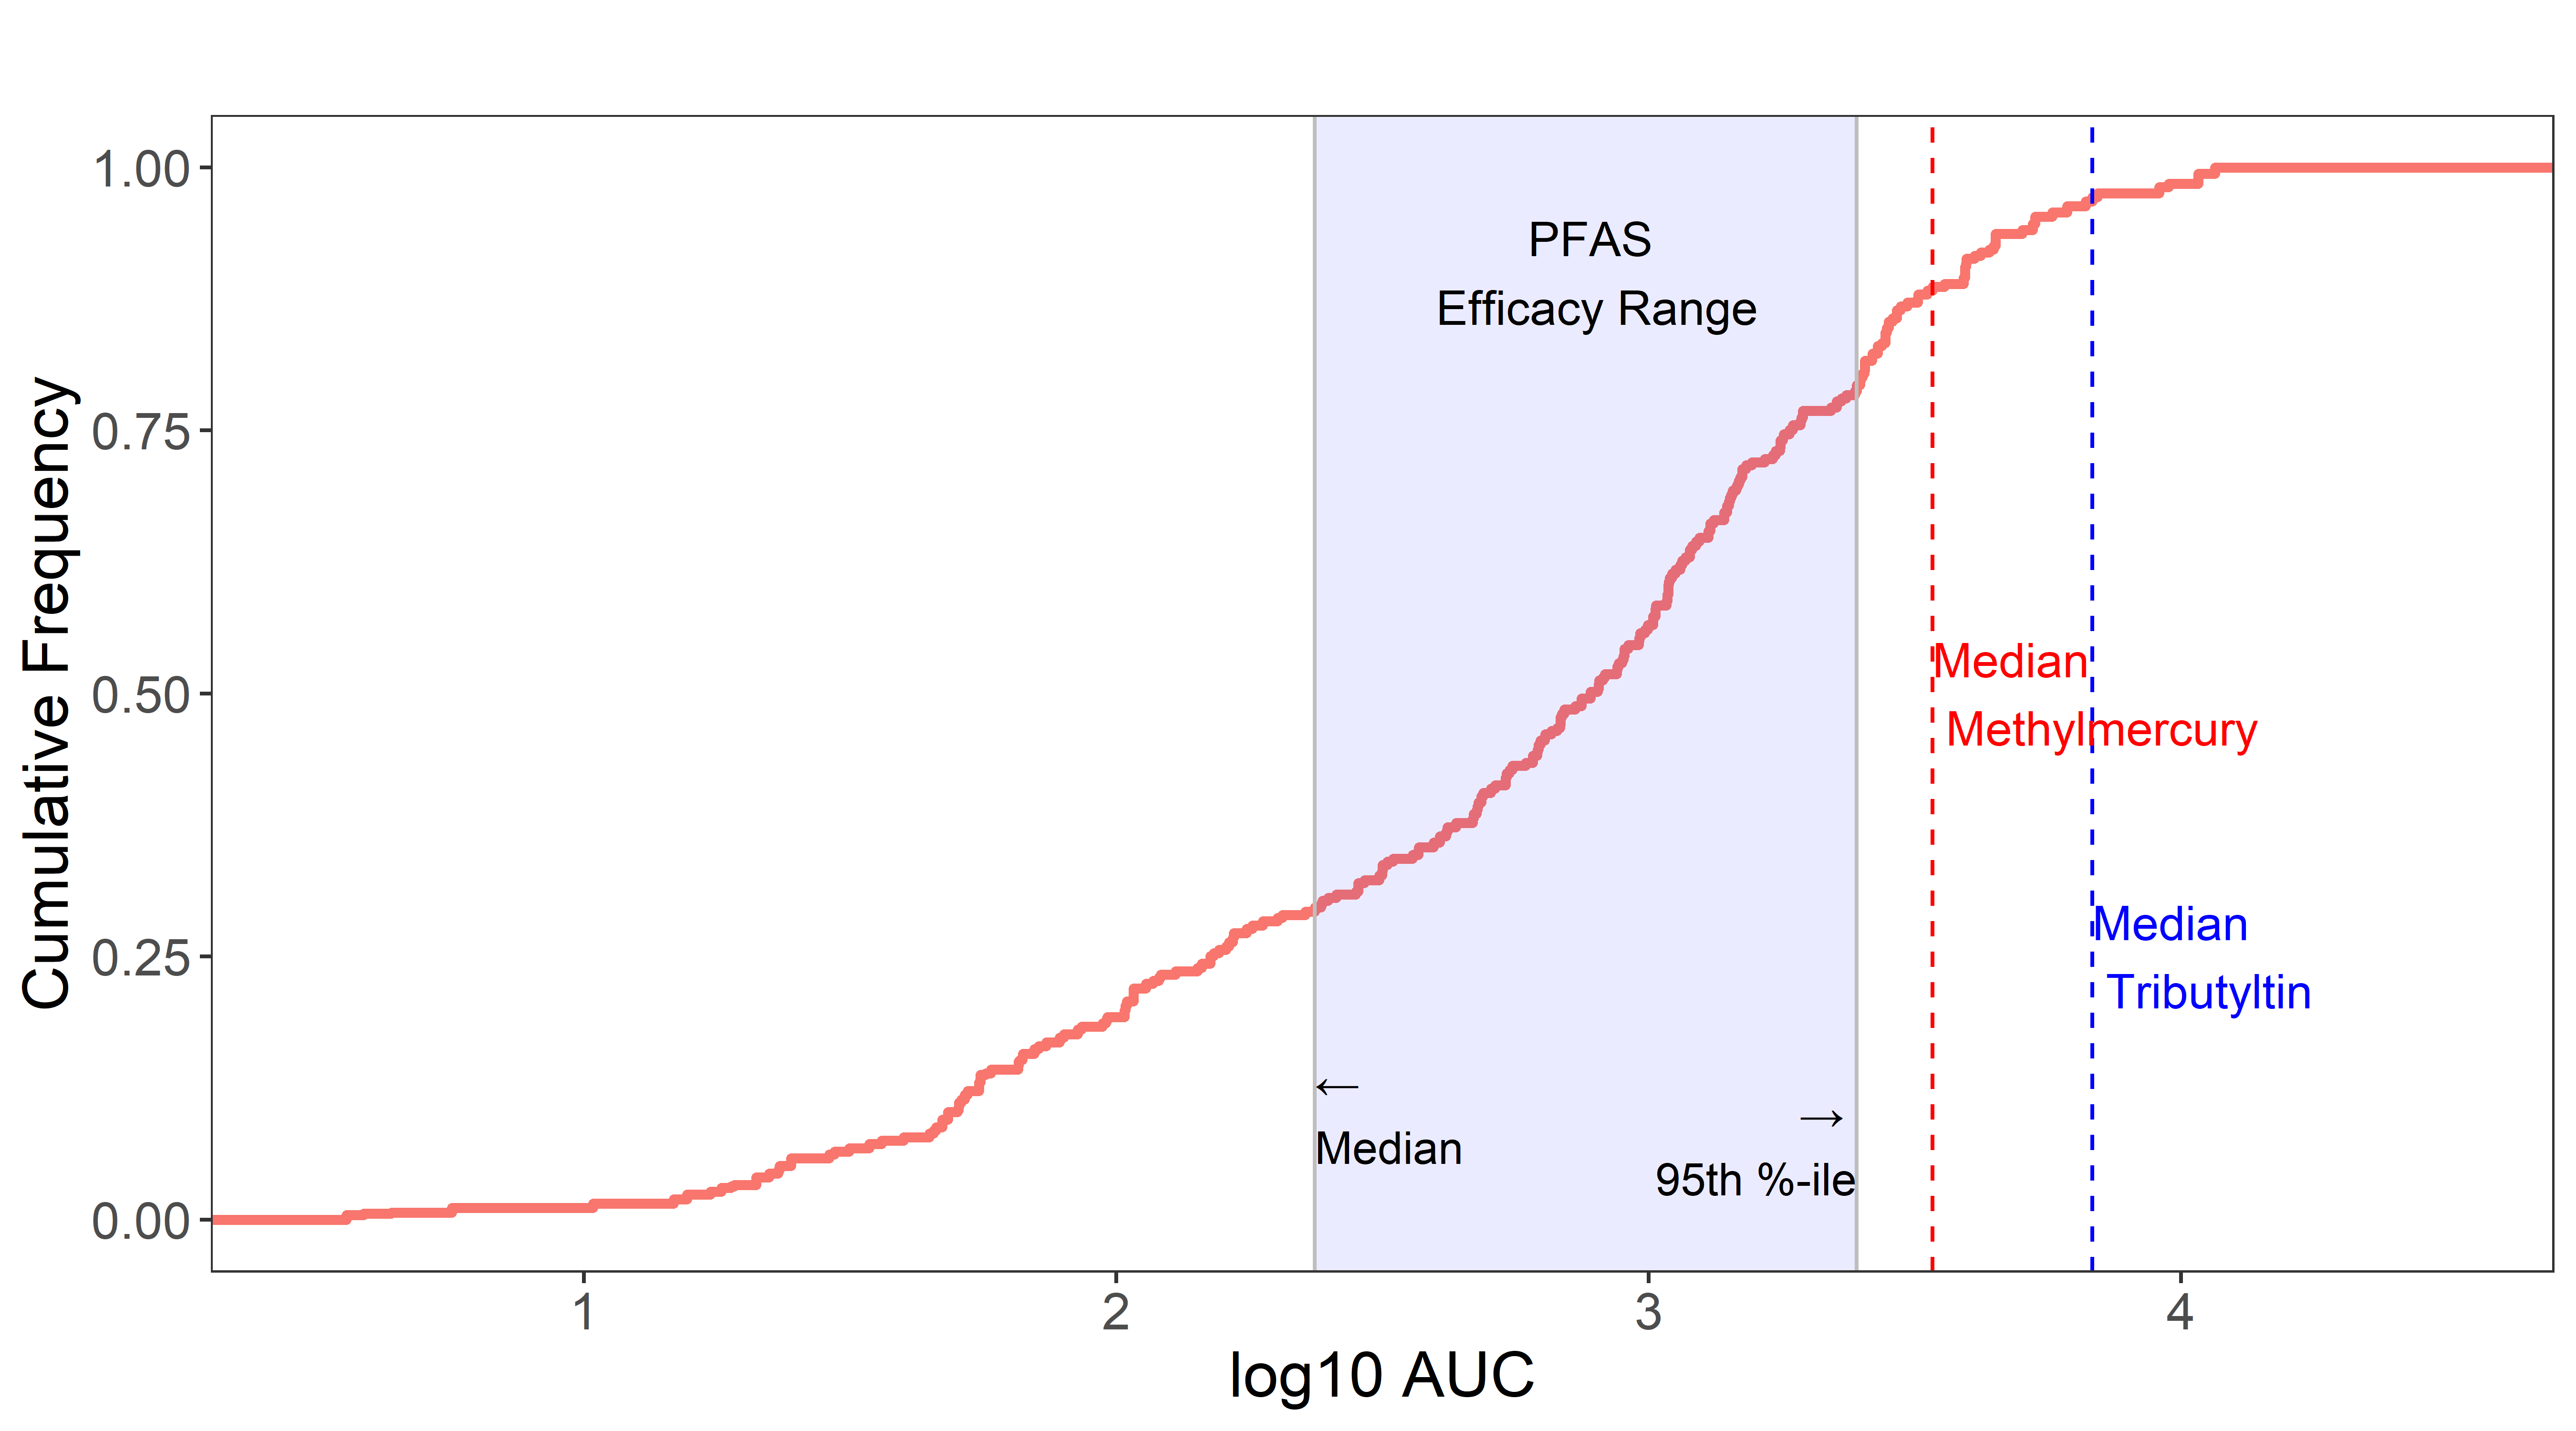 1.00
0.75
0.50
0.25
0.00
Cumulative Frequency
PFAS
Efficacy Range
Median
Methylmercury
Median
Tributyltin
←
Median
→
95th %-ile
1
2
3
4
log10 AUC